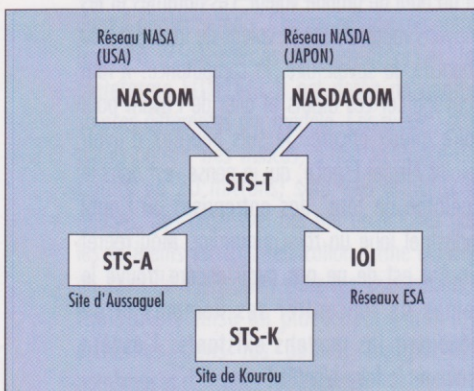 Réseau NASA
(USA)
Réseau NASDA
(JAPON)
NASCOM
NASDACOM
STS-T
STS-A
IOI
Site d'Aussaguel
Réseaux ESA
STS-K
Site de Kourou